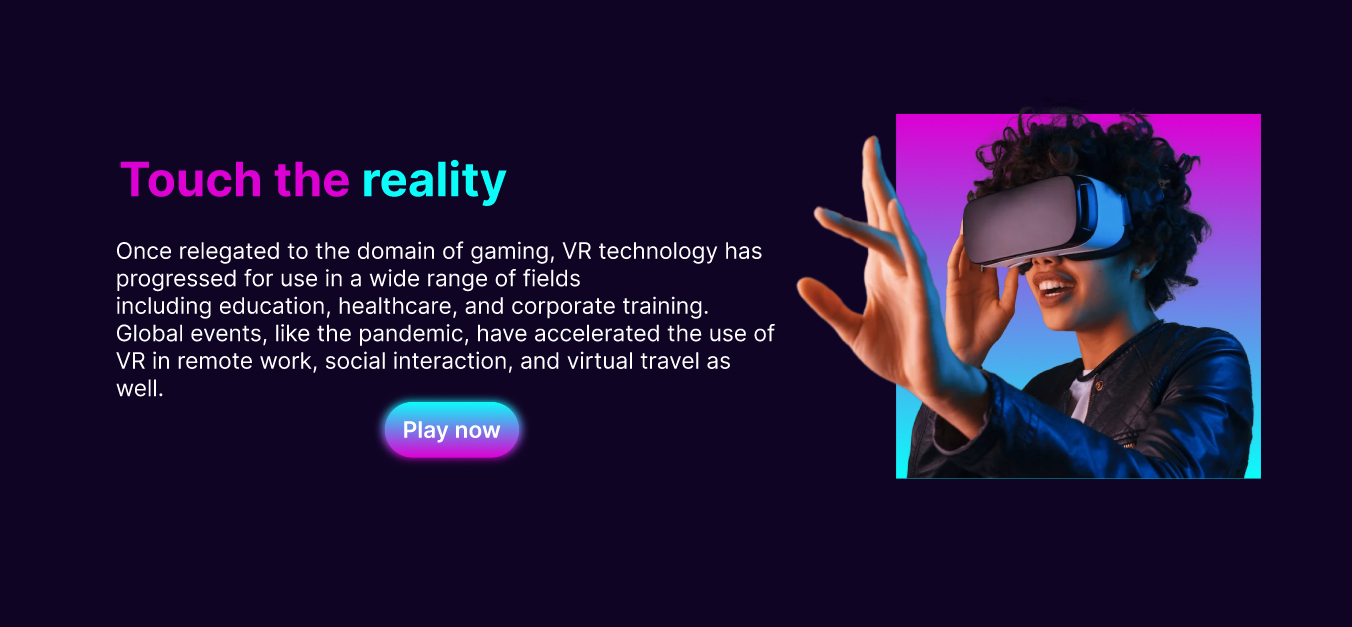 Touch the reality
Once relegated to the domain of gaming, VR technology has
progressed for use in a wide range of fields
including education, healthcare, and corporate training.
Global events, like the pandemic, have accelerated the use of
VR in remote work, social interaction, and virtual travel as
well.
Play now